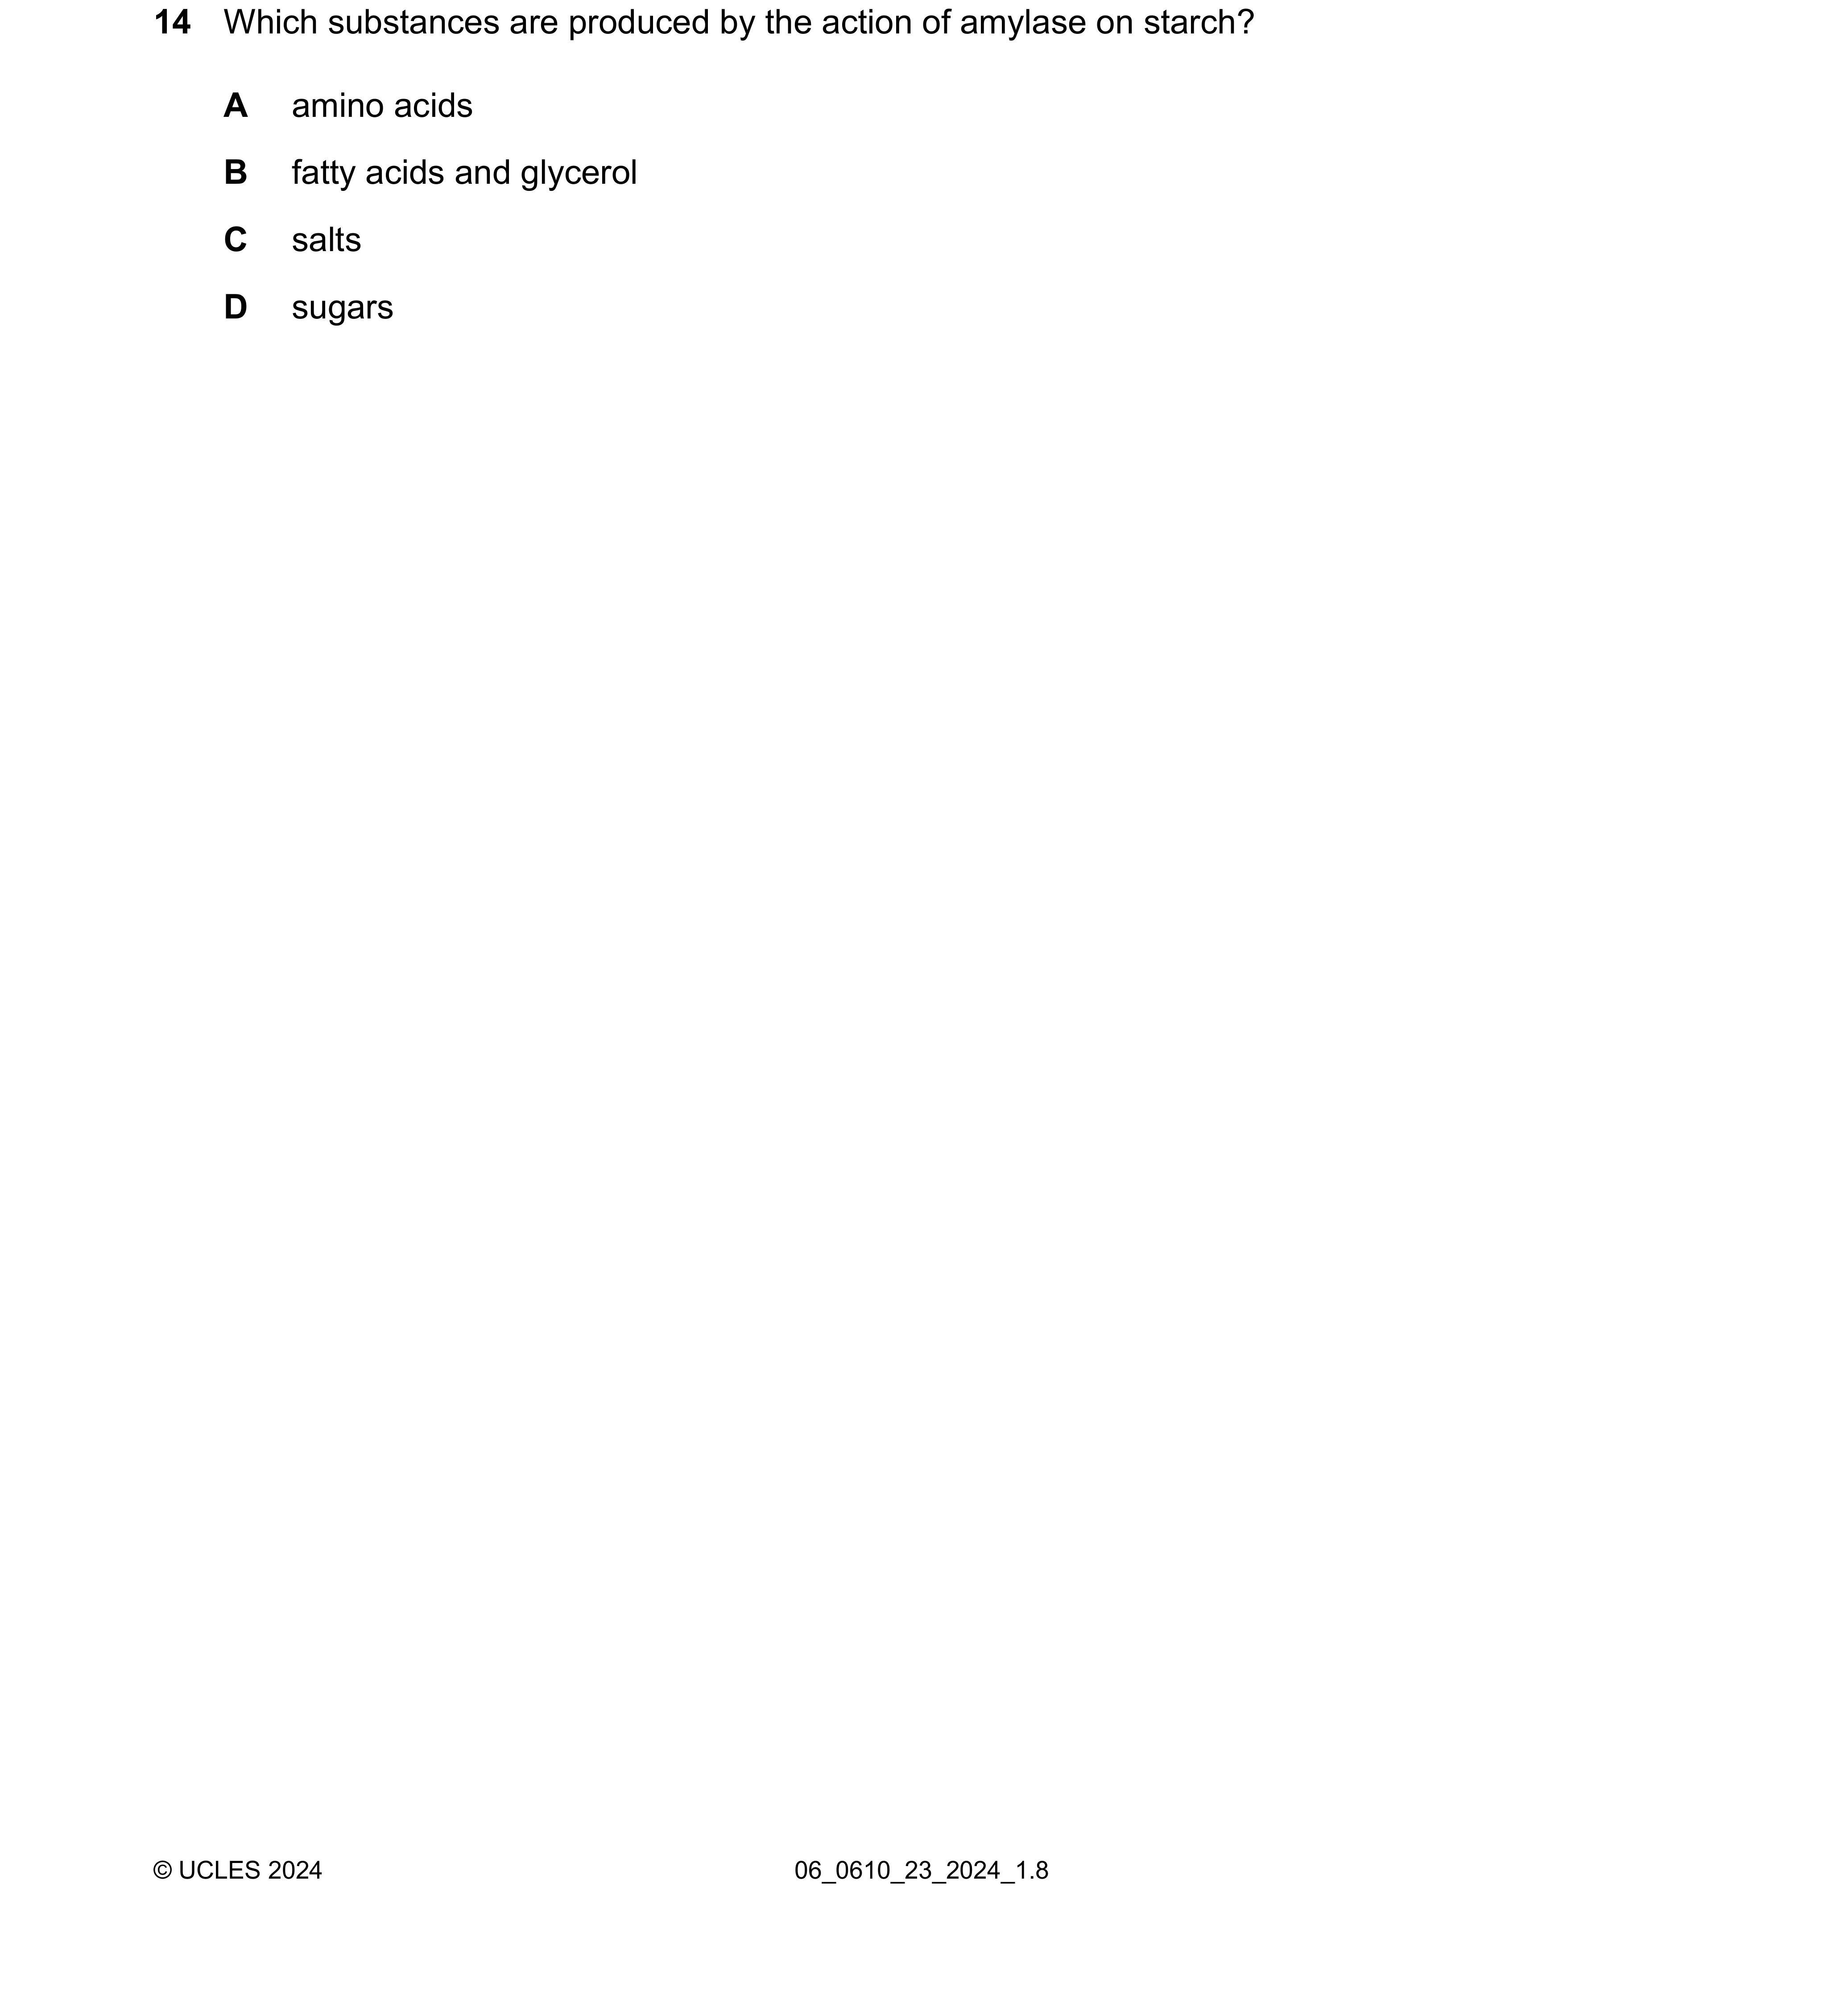 14 Which substances are produced by the action of amylase on starch?
A amino acids
B fatty acids and glycerol
C salts
D sugars
© UCLES 2024 06_0610_23_2024_1.8